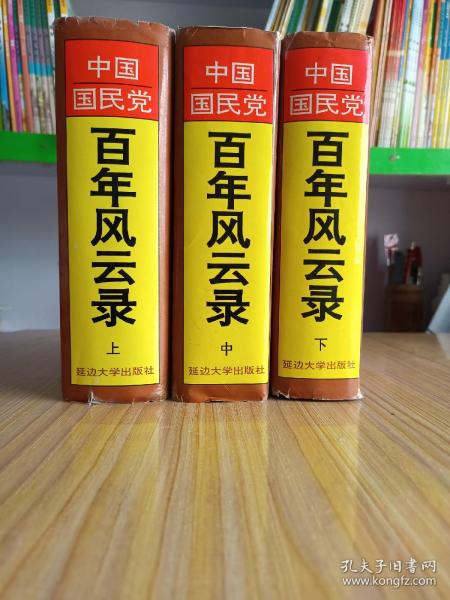 中国
国民党
百年风云录
上
延边大学出版社
中国
国民党
百年风云录
中
延边大学出版社
中国
国民党
百年风云录
下
延边大学出版社
孔夫子旧书网
www.kongfz.com